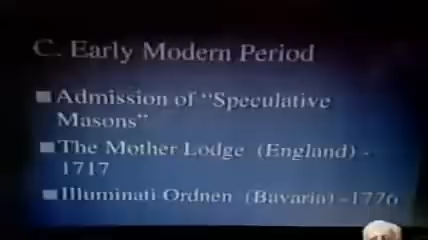 C. Early Modern Period
■Admission of “Speculative
Masons”
■The Mother Lodge (England) -
1717
■Illuminati Ordnen (Bavaria) -1776